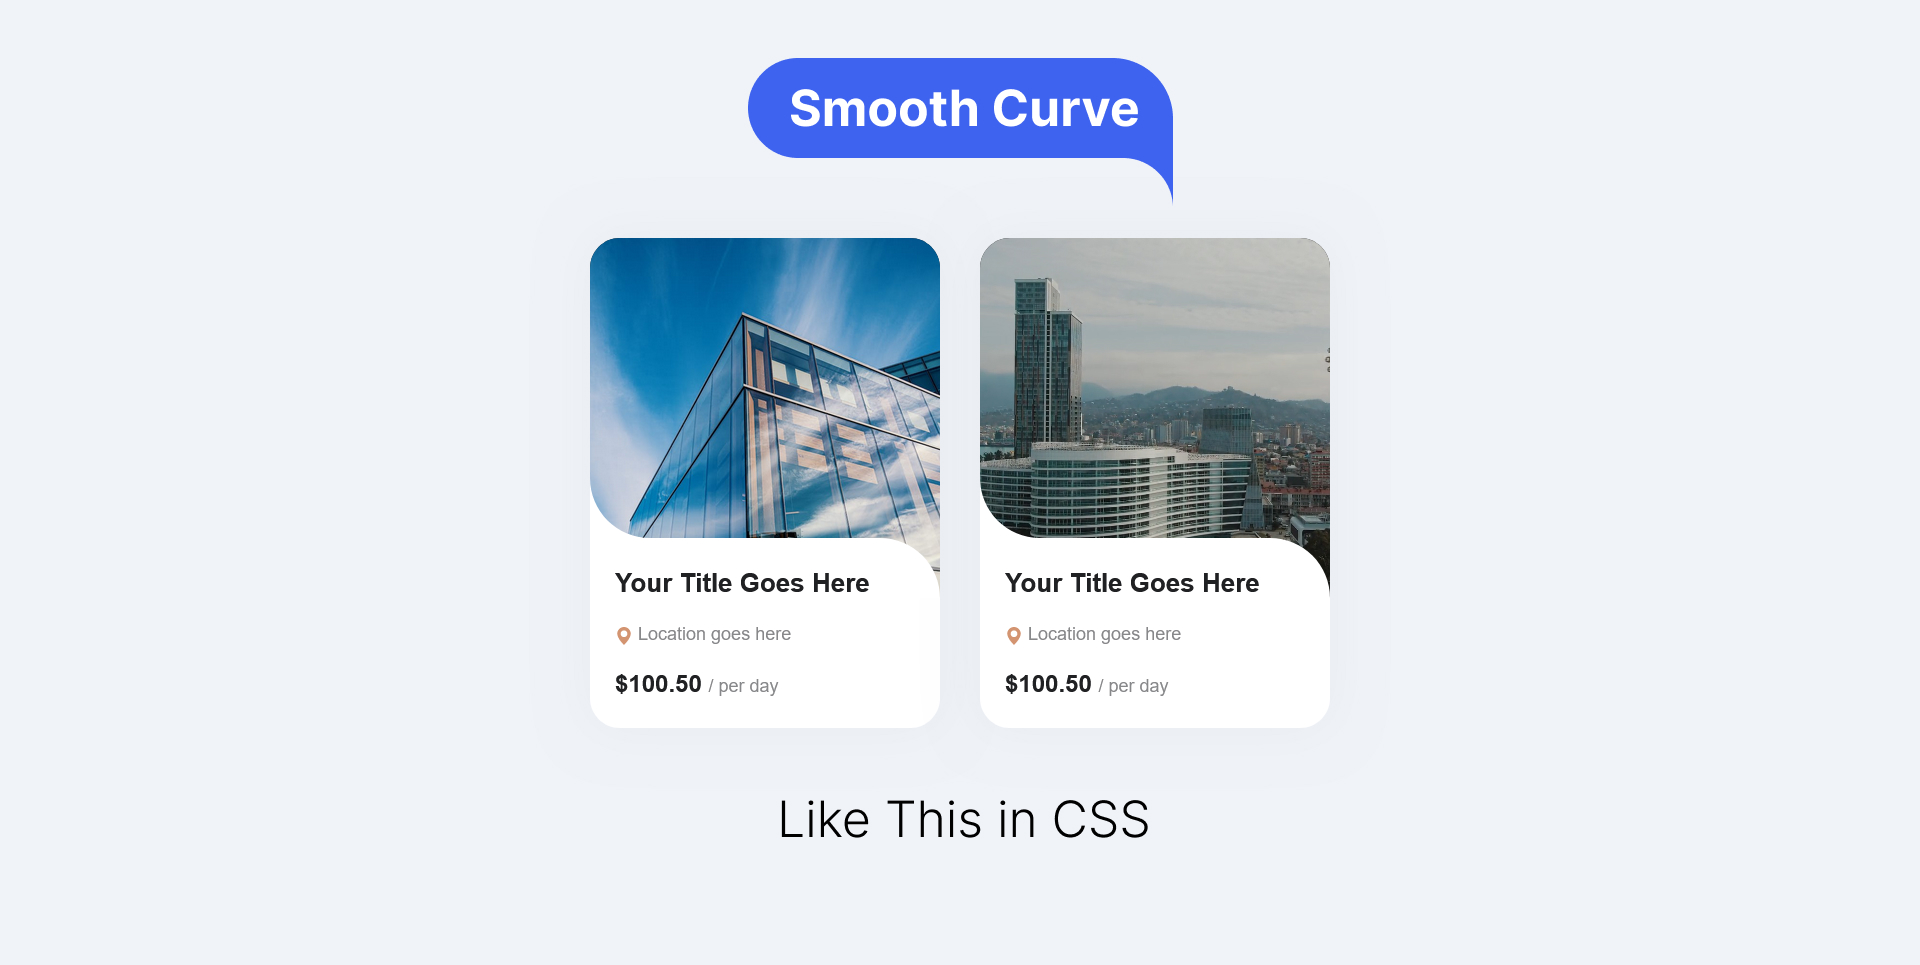 Smooth Curve
Your Title Goes Here
Location goes here
$100.50 / per day
Your Title Goes Here
Location goes here
$100.50 / per day
Like This in CSS